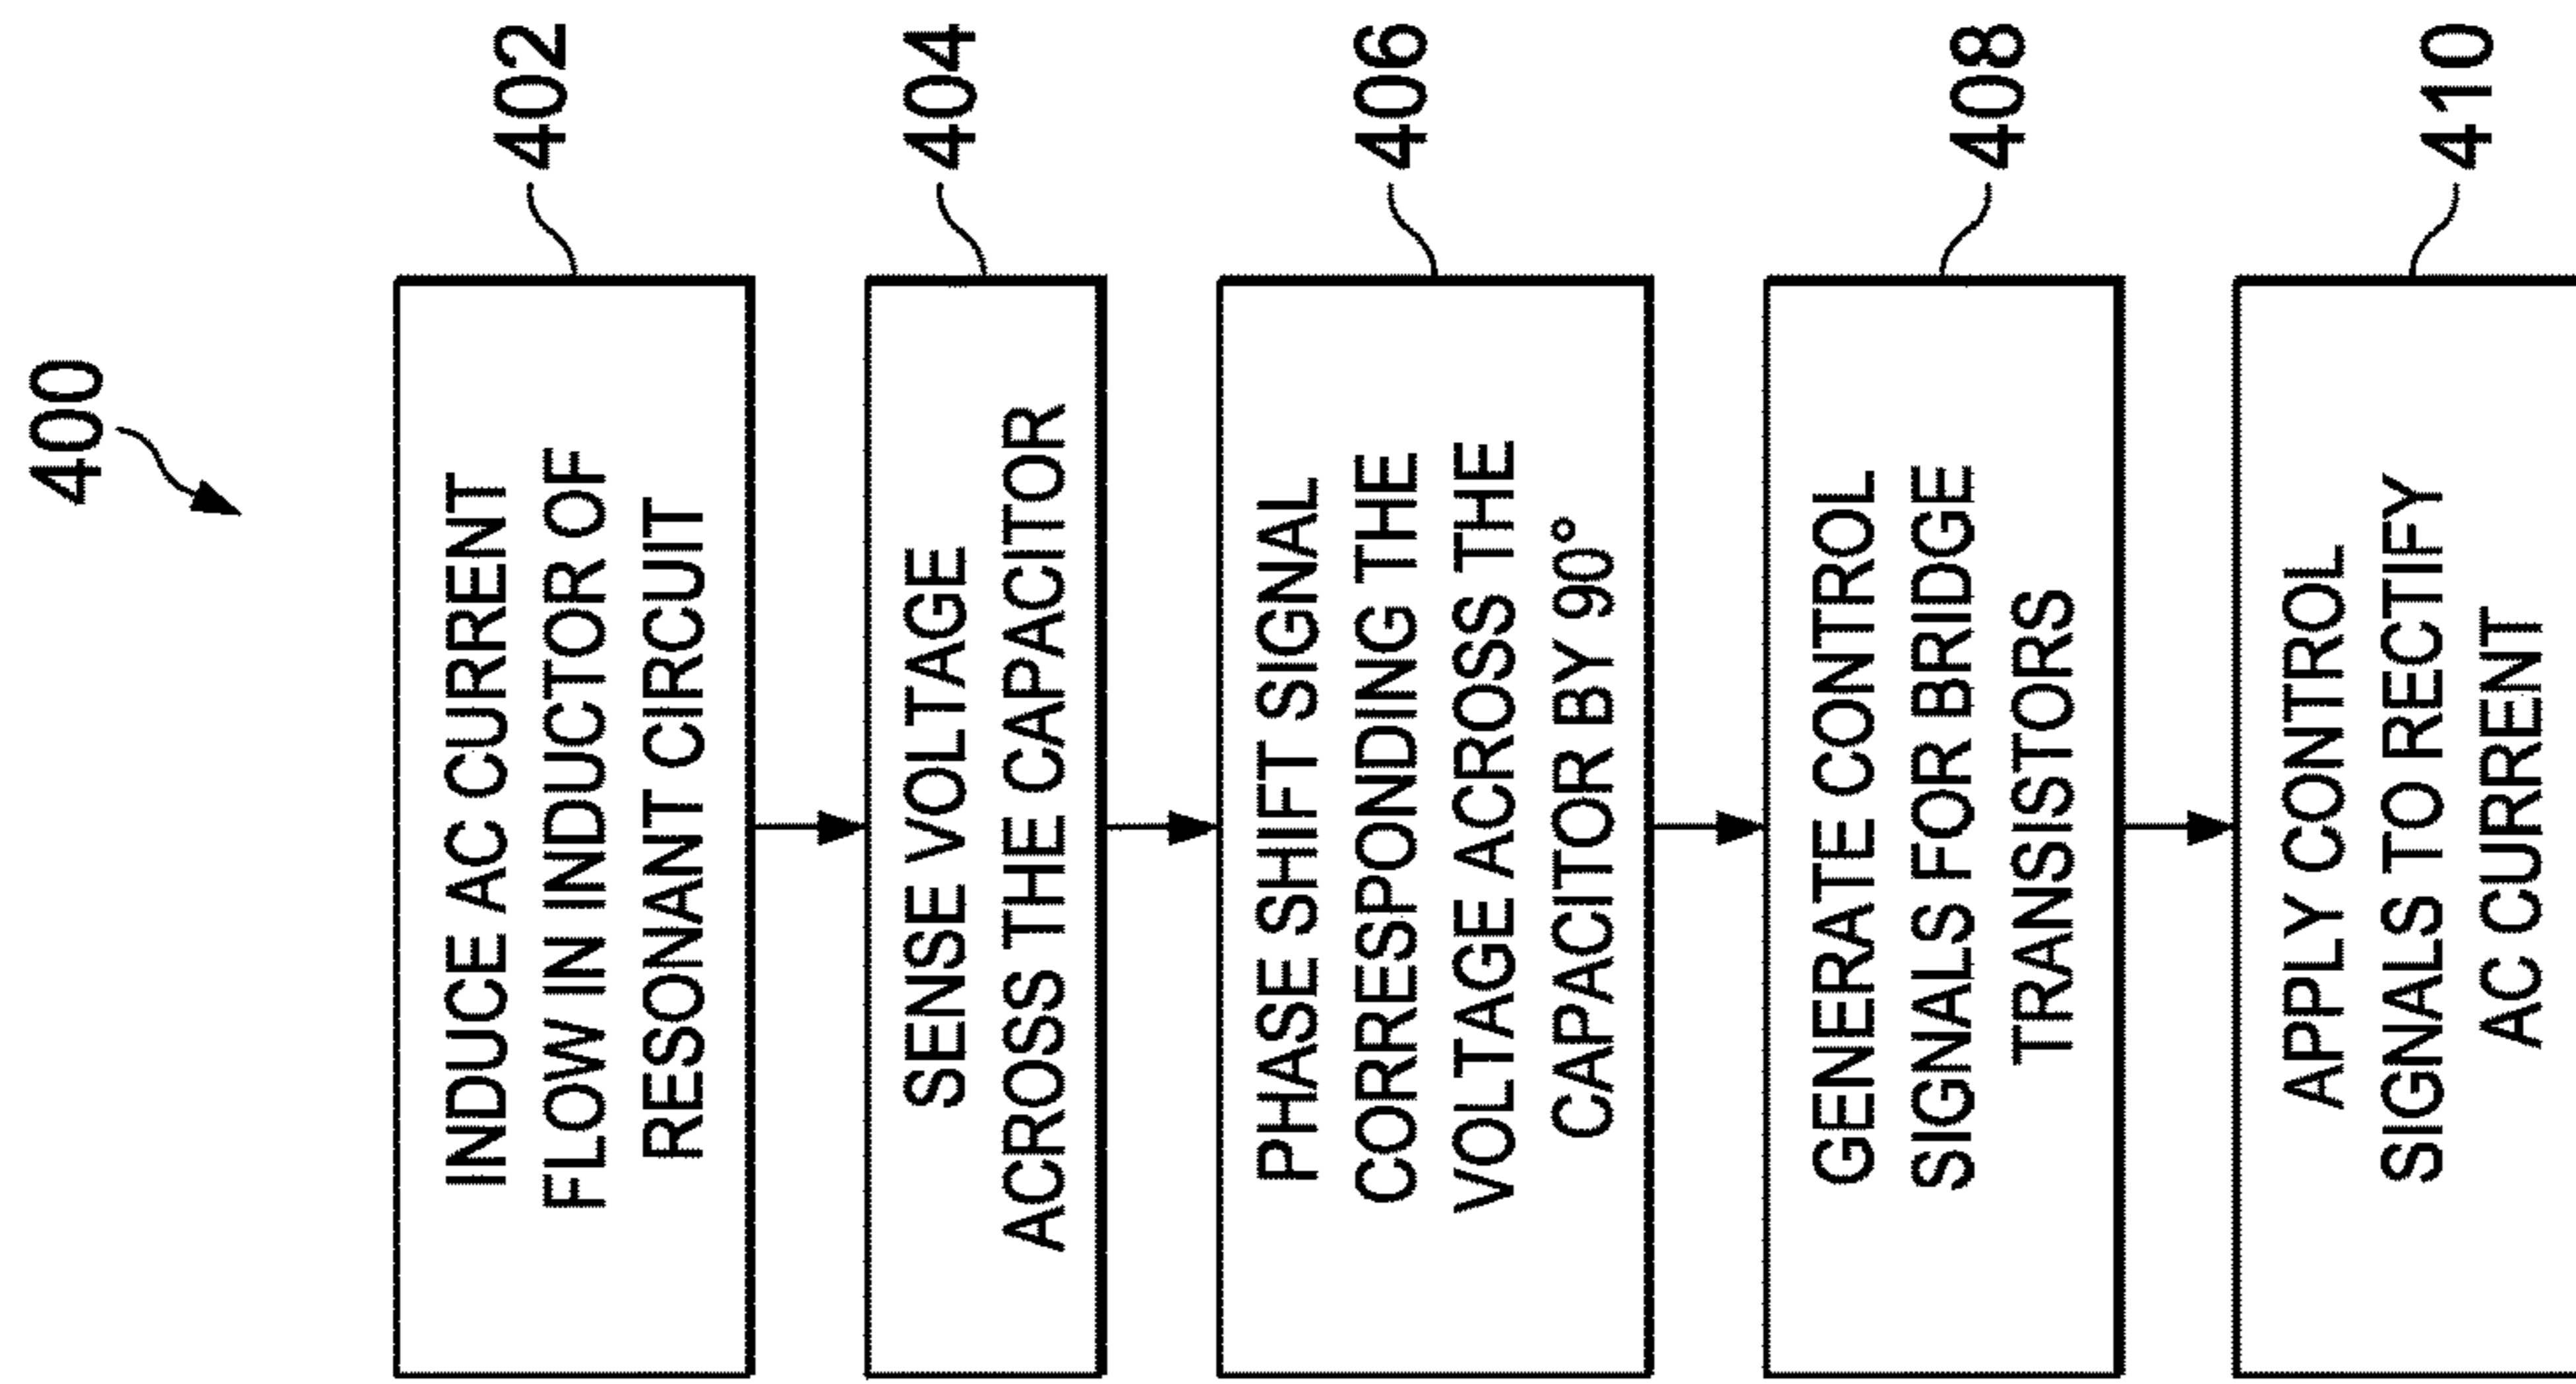 400
INDUCE AC CURRENT
FLOW IN INDUCTOR OF
RESONANT CIRCUIT
402
SENSE VOLTAGE
ACROSS THE CAPACITOR
404
PHASE SHIFT SIGNAL
CORRESPONDING THE
VOLTAGE ACROSS THE
CAPACITOR BY 90°
406
GENERATE CONTROL
SIGNALS FOR BRIDGE
TRANSISTORS
408
APPLY CONTROL
SIGNALS TO RECTIFY
AC CURRENT
410